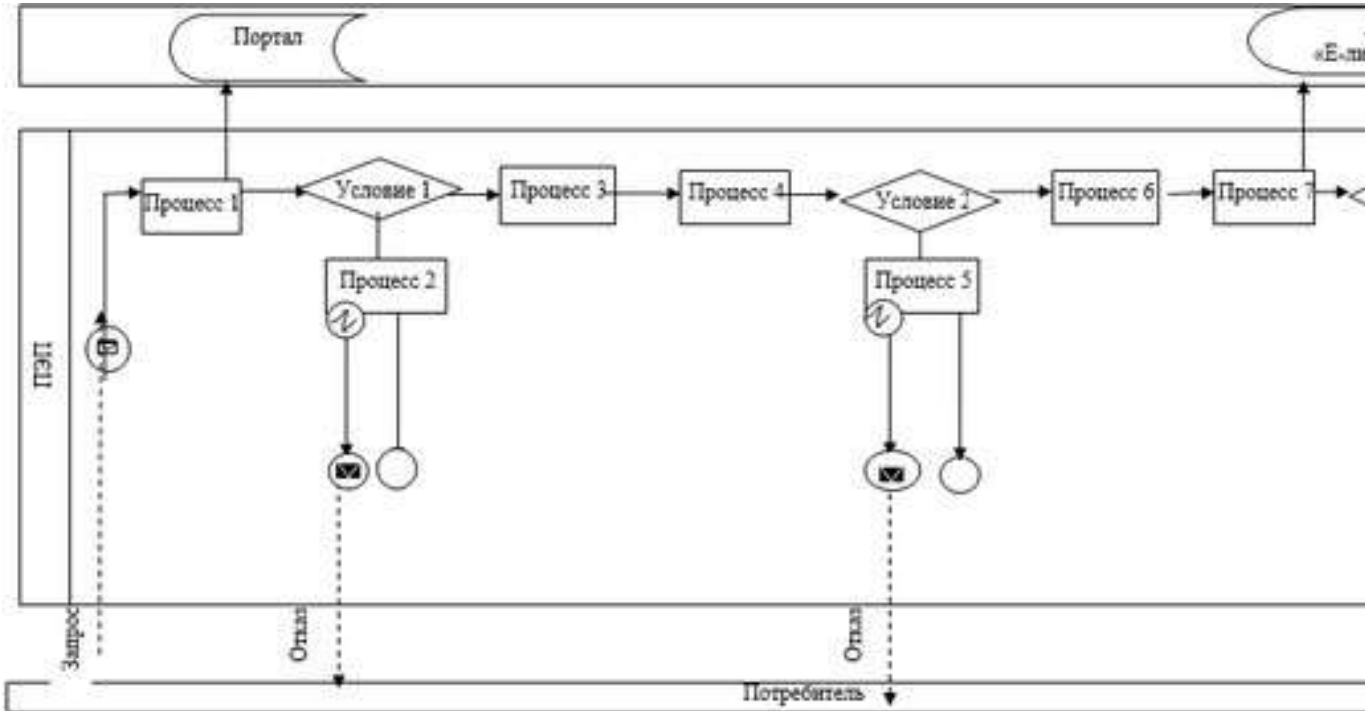 Портал
«Е-ли
Процесс 1
Условие 1
Процесс 3
Процесс 4
Условие 2
Процесс 6
Процесс 7
Процесс 2
Процесс 5
ПЭП
Запрос
Отказ
Отказ
Потребитель